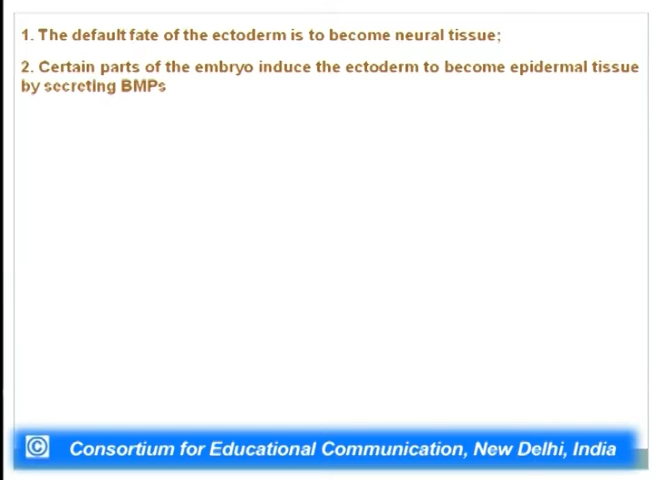 1. The default fate of the ectoderm is to become neural tissue;
2. Certain parts of the embryo induce the ectoderm to become epidermal tissue
by secreting BMPs
© Consortium for Educational Communication, New Delhi, India